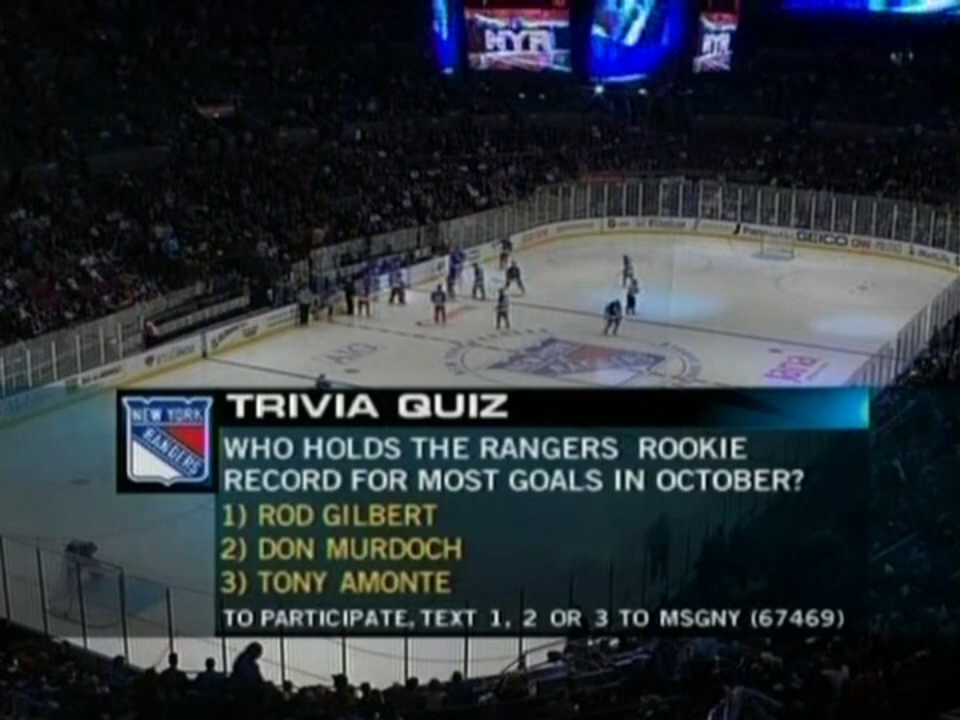 NYR
NYR
GEICO
NEW YORK
RANGERS
TRIVIA QUIZ
WHO HOLDS THE RANGERS ROOKIE
RECORD FOR MOST GOALS IN OCTOBER?
1) ROD GILBERT
2) DON MURDOCH
3) TONY AMONTE
TO PARTICIPATE, TEXT 1, 2 OR 3 TO MSGNY (67469)